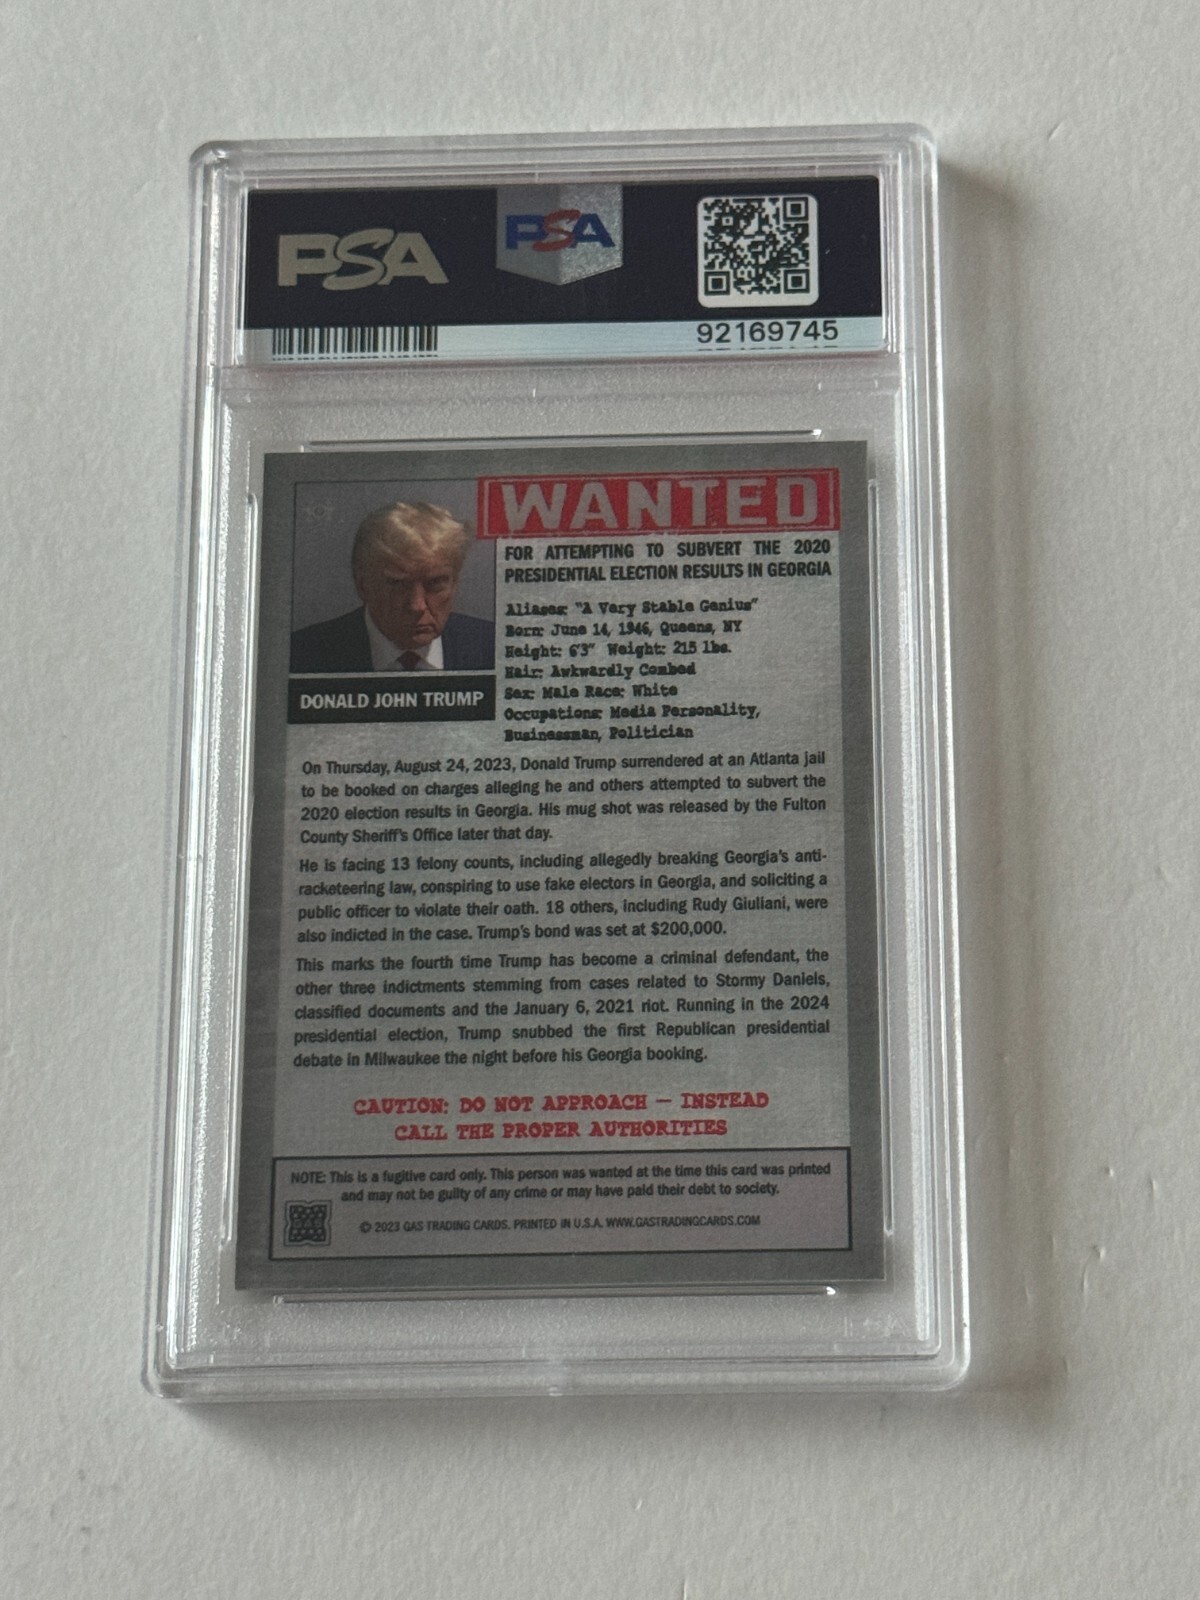 PSA
PSA
92169745
WANTED
FOR ATTEMPTING TO SUBVERT THE 2020
PRESIDENTIAL ELECTION RESULTS IN GEORGIA
Aliases: "A Very Stable Genius"
Born: June 14, 1946, Queens, NY
Height: 6'3" Weight: 215 lbs.
Hair: Awkwardly Combed
Sex: Male Race: White
Occupations: Media Personality,
Businessman, Politician
DONALD JOHN TRUMP
On Thursday, August 24, 2023, Donald Trump surrendered at an Atlanta jail
to be booked on charges alleging he and others attempted to subvert the
2020 election results in Georgia. His mug shot was released by the Fulton
County Sheriff's Office later that day.
He is facing 13 felony counts, including allegedly breaking Georgia's anti-
racketeering law, conspiring to use fake electors in Georgia, and soliciting a
public officer to violate their oath. 18 others, including Rudy Giuliani, were
also indicted in the case. Trump's bond was set at $200,000.
This marks the fourth time Trump has become a criminal defendant, the
other three indictments stemming from cases related to Stormy Daniels,
classified documents and the January 6, 2021 riot. Running in the 2024
presidential election, Trump snubbed the first Republican presidential
debate in Milwaukee the night before his Georgia booking.
CAUTION: DO NOT APPROACH – INSTEAD
CALL THE PROPER AUTHORITIES
NOTE: This is a fugitive card only. This person was wanted at the time this card was printed
and may not be guilty of any crime or may have paid their debt to society.
GAS
© 2023 GAS TRADING CARDS. PRINTED IN U.S.A. WWW.GASTRADINGCARDS.COM